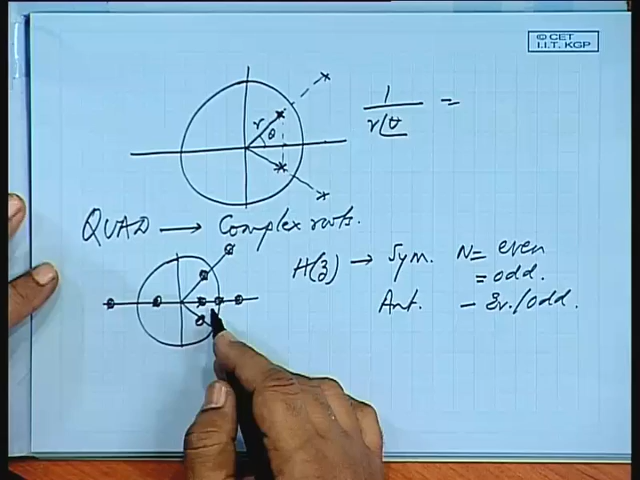 © CET
I.I.T. KGP
r
θ
1
r∠θ
=
QUAD → Complex roots.
H(z) → Sym. N = even
= odd.
Ant. - Ev./odd.